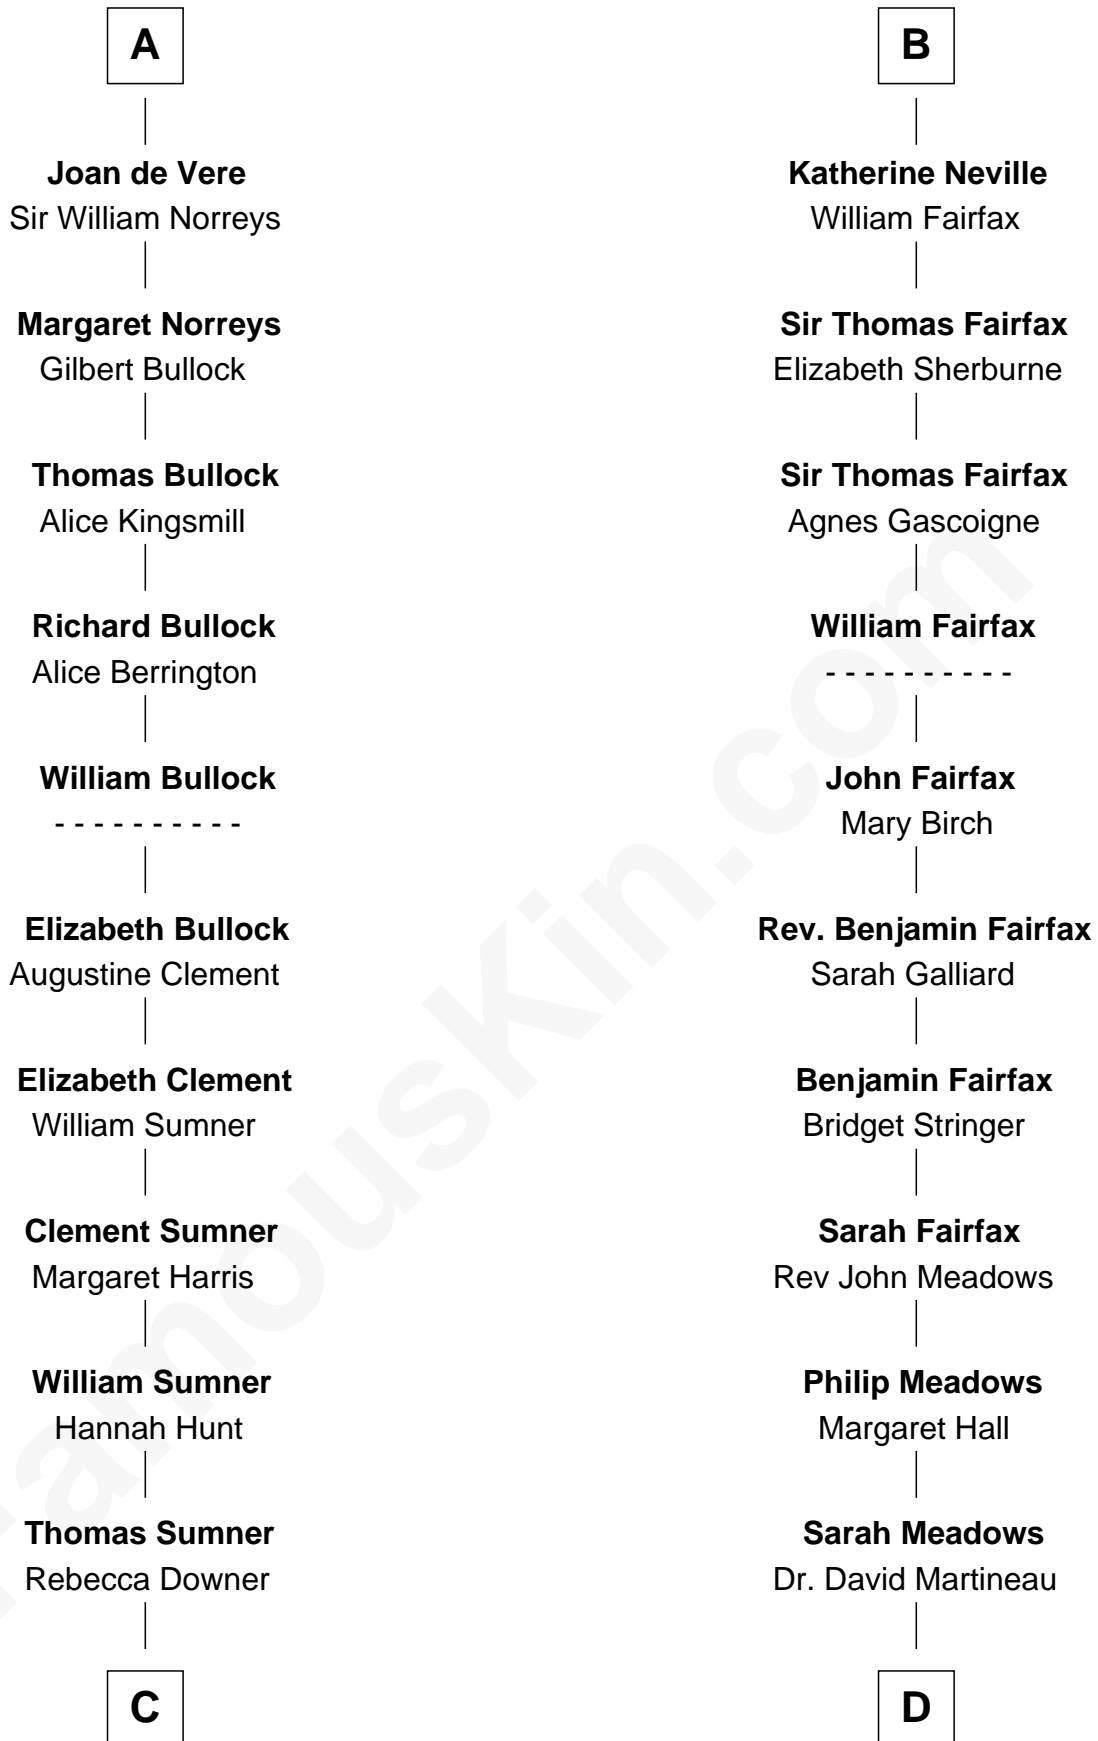 A
Joan de Vere
Sir William Norreys
Margaret Norreys
Gilbert Bullock
Thomas Bullock
Alice Kingsmill
Richard Bullock
Alice Berrington
William Bullock
- - - - - - - - - -
Elizabeth Bullock
Augustine Clement
Elizabeth Clement
William Sumner
Clement Sumner
Margaret Harris
William Sumner
Hannah Hunt
Thomas Sumner
Rebecca Downer
C
B
Katherine Neville
William Fairfax
Sir Thomas Fairfax
Elizabeth Sherburne
Sir Thomas Fairfax
Agnes Gascoigne
William Fairfax
- - - - - - - - - -
John Fairfax
Mary Birch
Rev. Benjamin Fairfax
Sarah Galliard
Benjamin Fairfax
Bridget Stringer
Sarah Fairfax
Rev John Meadows
Philip Meadows
Margaret Hall
Sarah Meadows
Dr. David Martineau
D
FamousKin.com